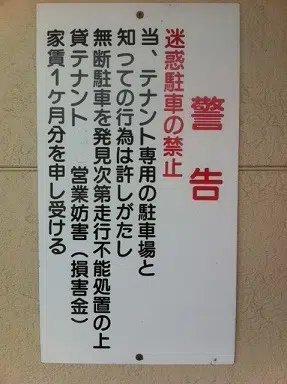 警告
迷惑駐車の禁止
当、テナント専用の駐車場と
知つての行為は許しがたし
無断駐車を発見次第走行不能処置の上
貸テナント　営業妨害（損害金）
家賃１ケ月分を申し受ける